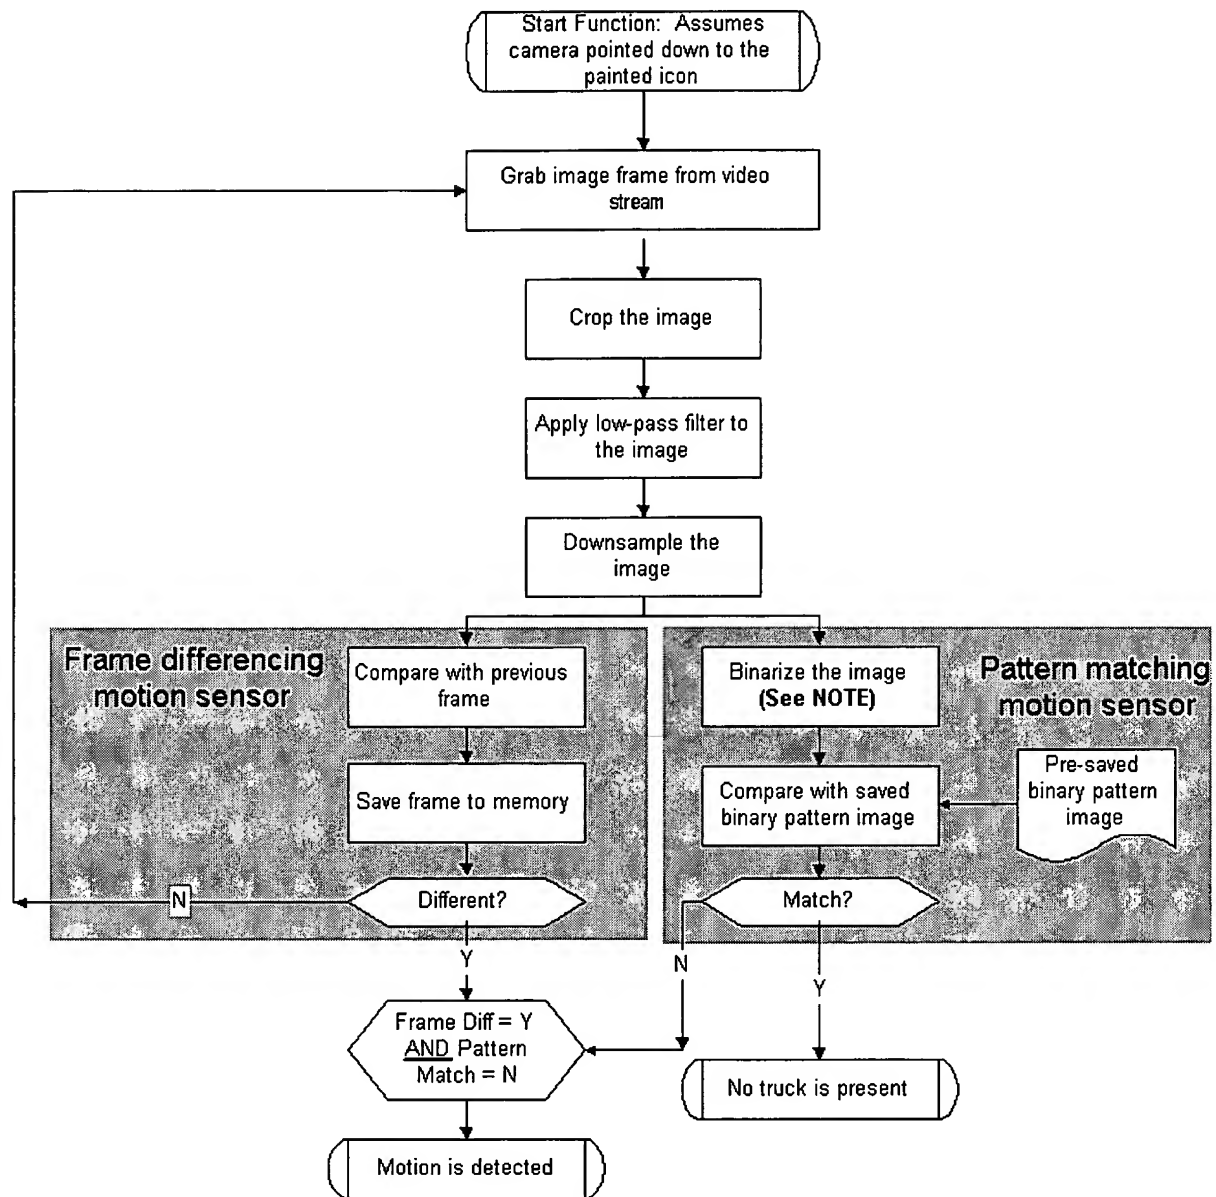 Start Function: Assumes
camera pointed down to the
painted icon
Grab image frame from video
stream
Crop the image
Apply low-pass filter to
the image
Downsample the
image
Frame differencing
motion sensor
Compare with previous
frame
Save frame to memory
Different?
N
Y
Binarize the image
(See NOTE)
Pattern matching
motion sensor
Compare with saved
binary pattern image
Pre-saved
binary pattern
image
Match?
N
Y
Frame Diff = Y
AND Pattern
Match = N
No truck is present
Motion is detected